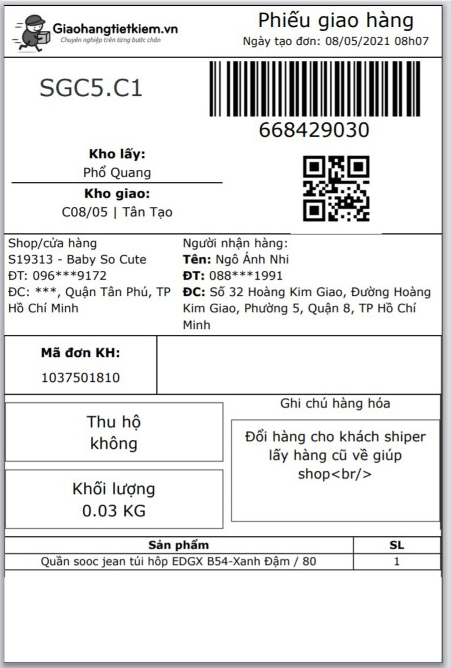 Giaohangtietkiem.vn
Chuyên nghiệp trên từng bước chân
Phiếu giao hàng
Ngày tạo đơn: 08/05/2021 08h07
SGC5.C1
668429030
Kho lấy:
Phổ Quang
Kho giao:
C08/05 | Tân Tạo
Shop/cửa hàng
S19313 - Baby So Cute
ĐT: 096***9172
ĐC: ***, Quận Tân Phú, TP
Hồ Chí Minh
Người nhận hàng:
Tên: Ngô Ánh Nhi
ĐT: 088***1991
ĐC: Số 32 Hoàng Kim Giao, Đường Hoàng
Kim Giao, Phường 5, Quận 8, TP Hồ Chí
Minh
Mã đơn KH:
1037501810
Thu hộ
không
Khối lượng
0.03 KG
Ghi chú hàng hóa
Đổi hàng cho khách shiper
lấy hàng cũ về giúp
shop<br/>
Sản phẩm SL
Quần sooc jean túi hôp EDGX B54-Xanh Đậm / 80 1